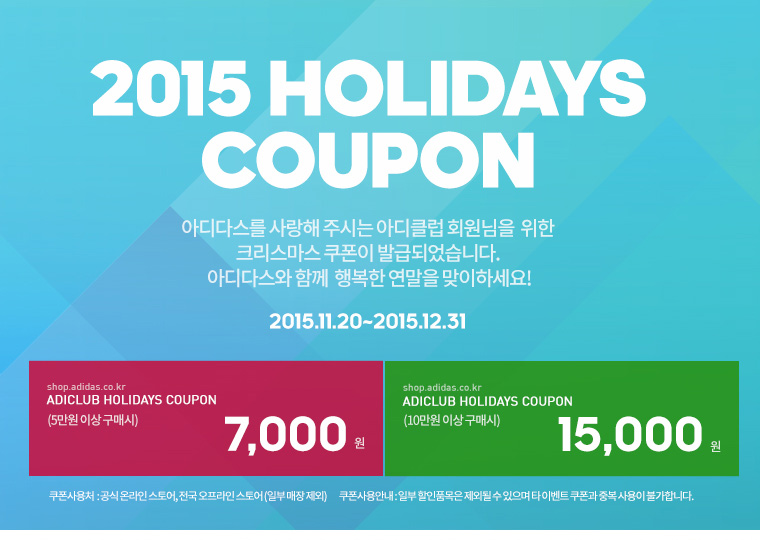 2015 HOLIDAYS
COUPON
아디다스를 사랑해 주시는 아디클럽 회원님을 위한
크리스마스 쿠폰이 발급되었습니다.
아디다스와 함께 행복한 연말을 맞이하세요!
2015.11.20~2015.12.31
shop.adidas.co.kr
ADICLUB HOLIDAYS COUPON
(5만원 이상 구매시)
7,000 원
shop.adidas.co.kr
ADICLUB HOLIDAYS COUPON
(10만원 이상 구매시)
15,000 원
쿠폰사용처 : 공식 온라인 스토어, 전국 오프라인 스토어 (일부 매장 제외) 쿠폰사용안내 : 일부 할인품목은 제외될 수 있으며 타 이벤트 쿠폰과 중복 사용이 불가합니다.